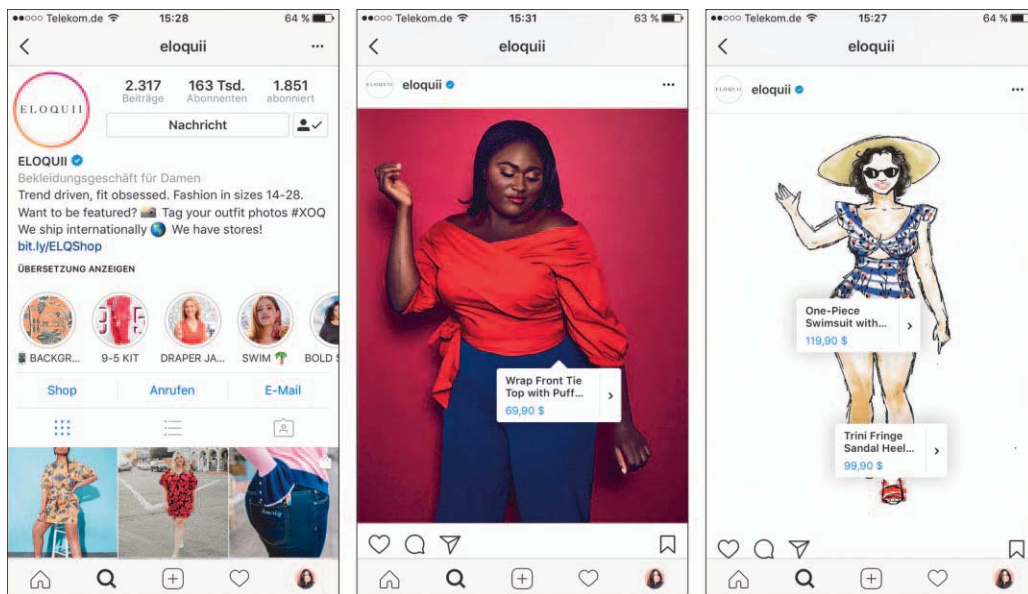 Telekom.de 15:28 64 %
eloquii
ELOQUII
2.317 163 Tsd. 1.851
Beiträge Abonnenten abonniert
Nachricht
ELOQUII
Bekleidungsgeschäft für Damen
Trend driven, fit obsessed. Fashion in sizes 14-28.
Want to be featured? 📸 Tag your outfit photos #XOQ
We ship internationally 🌎 We have stores!
bit.ly/ELQShop
ÜBERSETZUNG ANZEIGEN
BACKGR... 9-5 KIT DRAPER JA... SWIM 🌴 BOLD
Shop Anrufen E-Mail
Telekom.de 15:31 63 %
eloquii
ELOQUII eloquii
Wrap Front Tie
Top with Puff...
69,90 $
Telekom.de 15:27 64 %
eloquii
ELOQUII eloquii
One-Piece
Swimsuit with...
119,90 $
Trini Fringe
Sandal Heel...
99,90 $